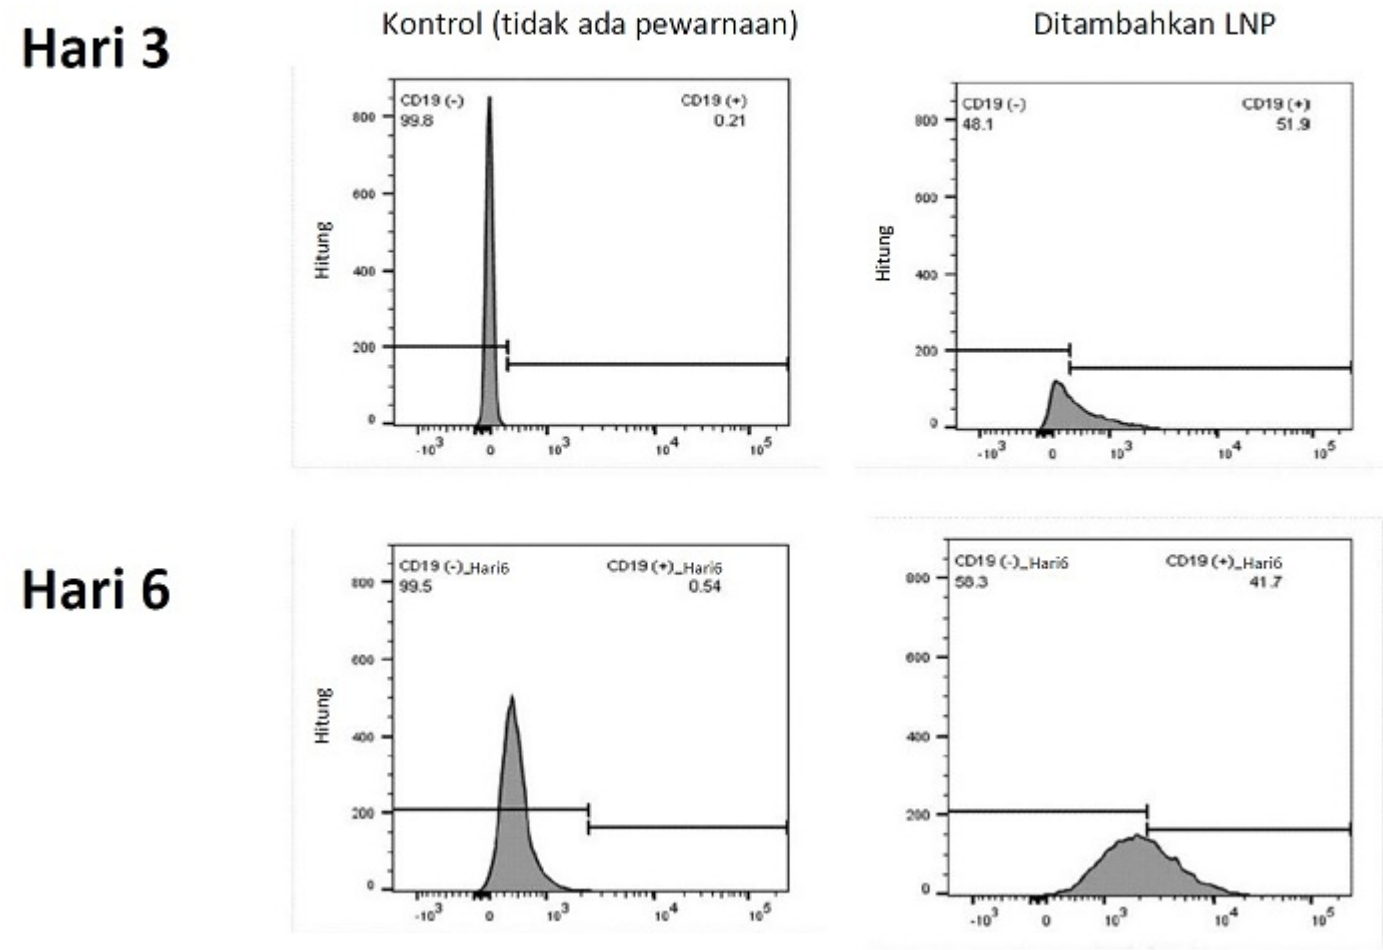 Hari 3
Kontrol (tidak ada pewarnaan)
Ditambahkan LNP
CD19 (-)
99.8
CD19 (+)
0.21
800
600
400
200
0
Hitung
-10³ 0 10³ 10⁴ 10⁵
CD19 (-)
48.1
CD19 (+)
51.9
800
600
400
200
0
Hitung
-10³ 0 10³ 10⁴ 10⁵
Hari 6
CD19 (-)_Hari6
99.5
CD19 (+)_Hari6
0.54
800
600
400
200
0
Hitung
-10³ 0 10³ 10⁴ 10⁵
CD19 (-)_Hari6
58.3
CD19 (+)_Hari6
41.7
800
600
400
200
0
-10³ 0 10³ 10⁴ 10⁵